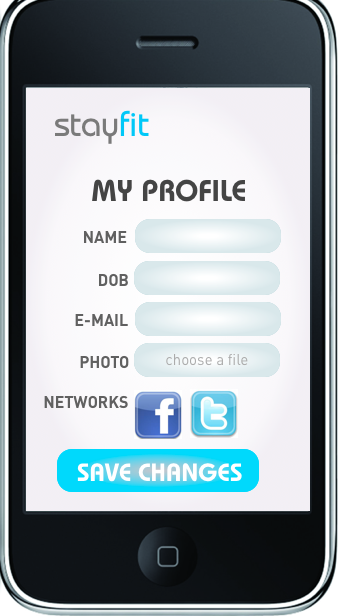 stayfit
MY PROFILE
NAME
DOB
E-MAIL
PHOTO choose a file
NETWORKS f t
SAVE CHANGES